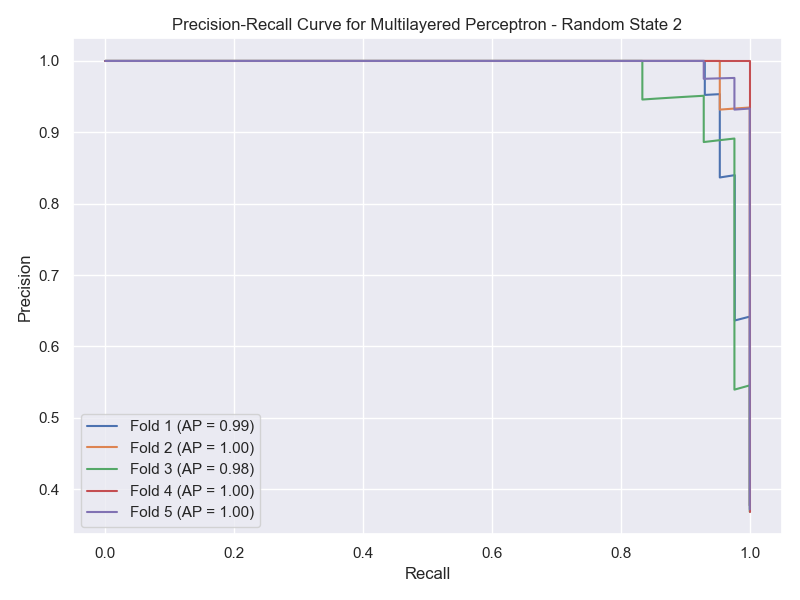 Precision-Recall Curve for Multilayered Perceptron - Random State 2
1.0
0.9
0.8
0.7
0.6
0.5
0.4
Precision
Fold 1 (AP = 0.99)
Fold 2 (AP = 1.00)
Fold 3 (AP = 0.98)
Fold 4 (AP = 1.00)
Fold 5 (AP = 1.00)
0.0 0.2 0.4 0.6 0.8 1.0
Recall